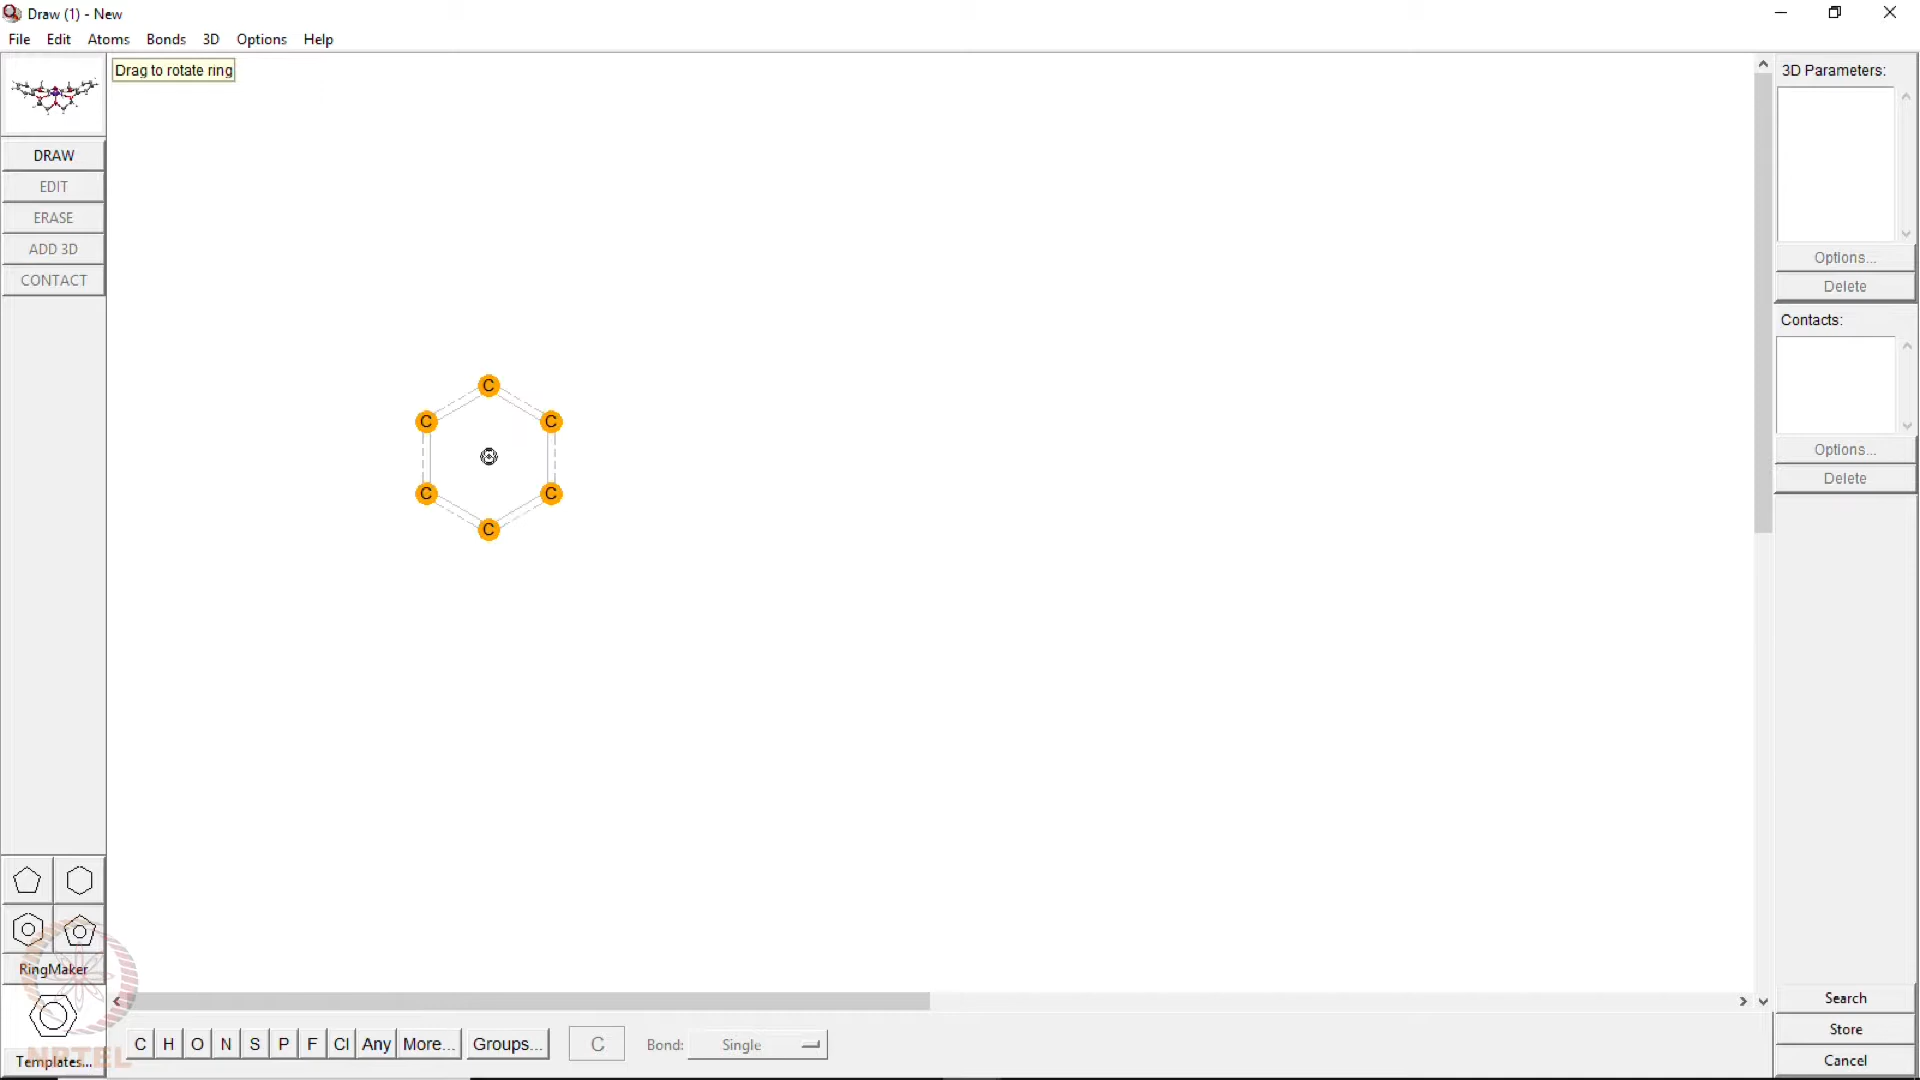 Draw (1) - New
File Edit Atoms Bonds 3D Options Help
Drag to rotate ring
3D Parameters:
DRAW
EDIT
ERASE
ADD 3D
CONTACT
Options...
Delete
Contacts:
Options...
Delete
C
C C
C C
C
RingMaker
Search
Store
Cancel
C H O N S P F Cl Any More... Groups... C Bond: Single
Templates...
NPTEL